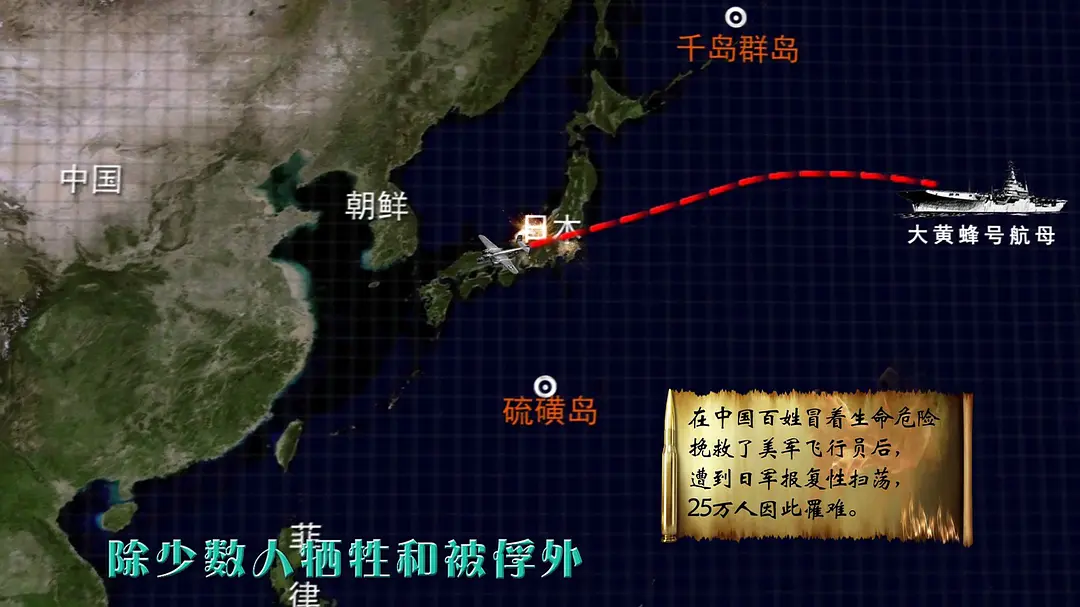 千岛群岛
中国
朝鲜
日本
大黄蜂号航母
硫磺岛
在中国百姓冒着生命危险
挽救了美军飞行员后，
遭到日军报复性扫荡，
25万人因此罹难。
菲
律
除少数人牺牲和被俘外